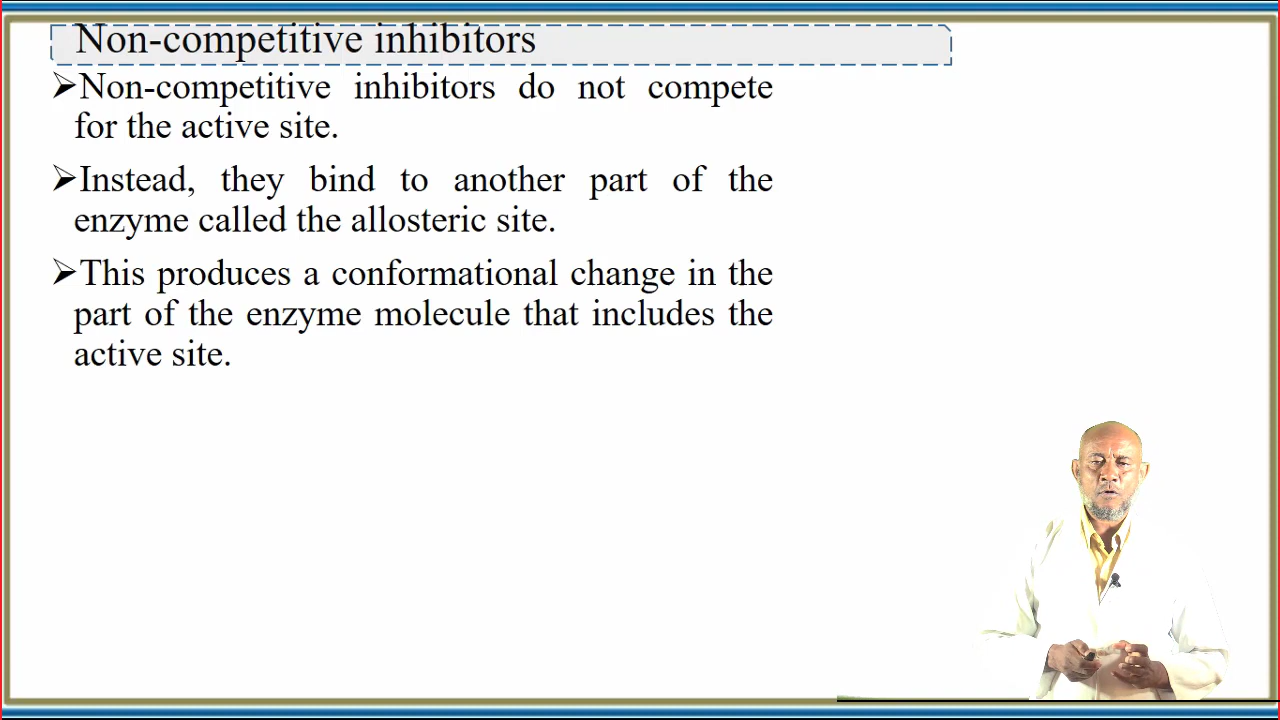 Non-competitive inhibitors
➢Non-competitive inhibitors do not compete
for the active site.
➢Instead, they bind to another part of the
enzyme called the allosteric site.
➢This produces a conformational change in the
part of the enzyme molecule that includes the
active site.